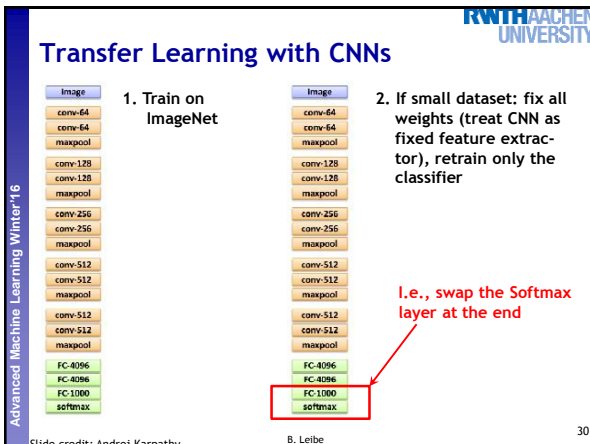 RWTH AACHEN
UNIVERSITY
Transfer Learning with CNNs
Image
conv-64
conv-64
maxpool
conv-128
conv-128
maxpool
conv-256
conv-256
maxpool
conv-512
conv-512
maxpool
conv-512
conv-512
maxpool
FC-4096
FC-4096
FC-1000
softmax
1. Train on
ImageNet
Image
conv-64
conv-64
maxpool
conv-128
conv-128
maxpool
conv-256
conv-256
maxpool
conv-512
conv-512
maxpool
conv-512
conv-512
maxpool
FC-4096
FC-4096
FC-1000
softmax
2. If small dataset: fix all
weights (treat CNN as
fixed feature extrac-
tor), retrain only the
classifier
I.e., swap the Softmax
layer at the end
Advanced Machine Learning Winter'16
Slide credit: Andrej Karpathy
B. Leibe
30